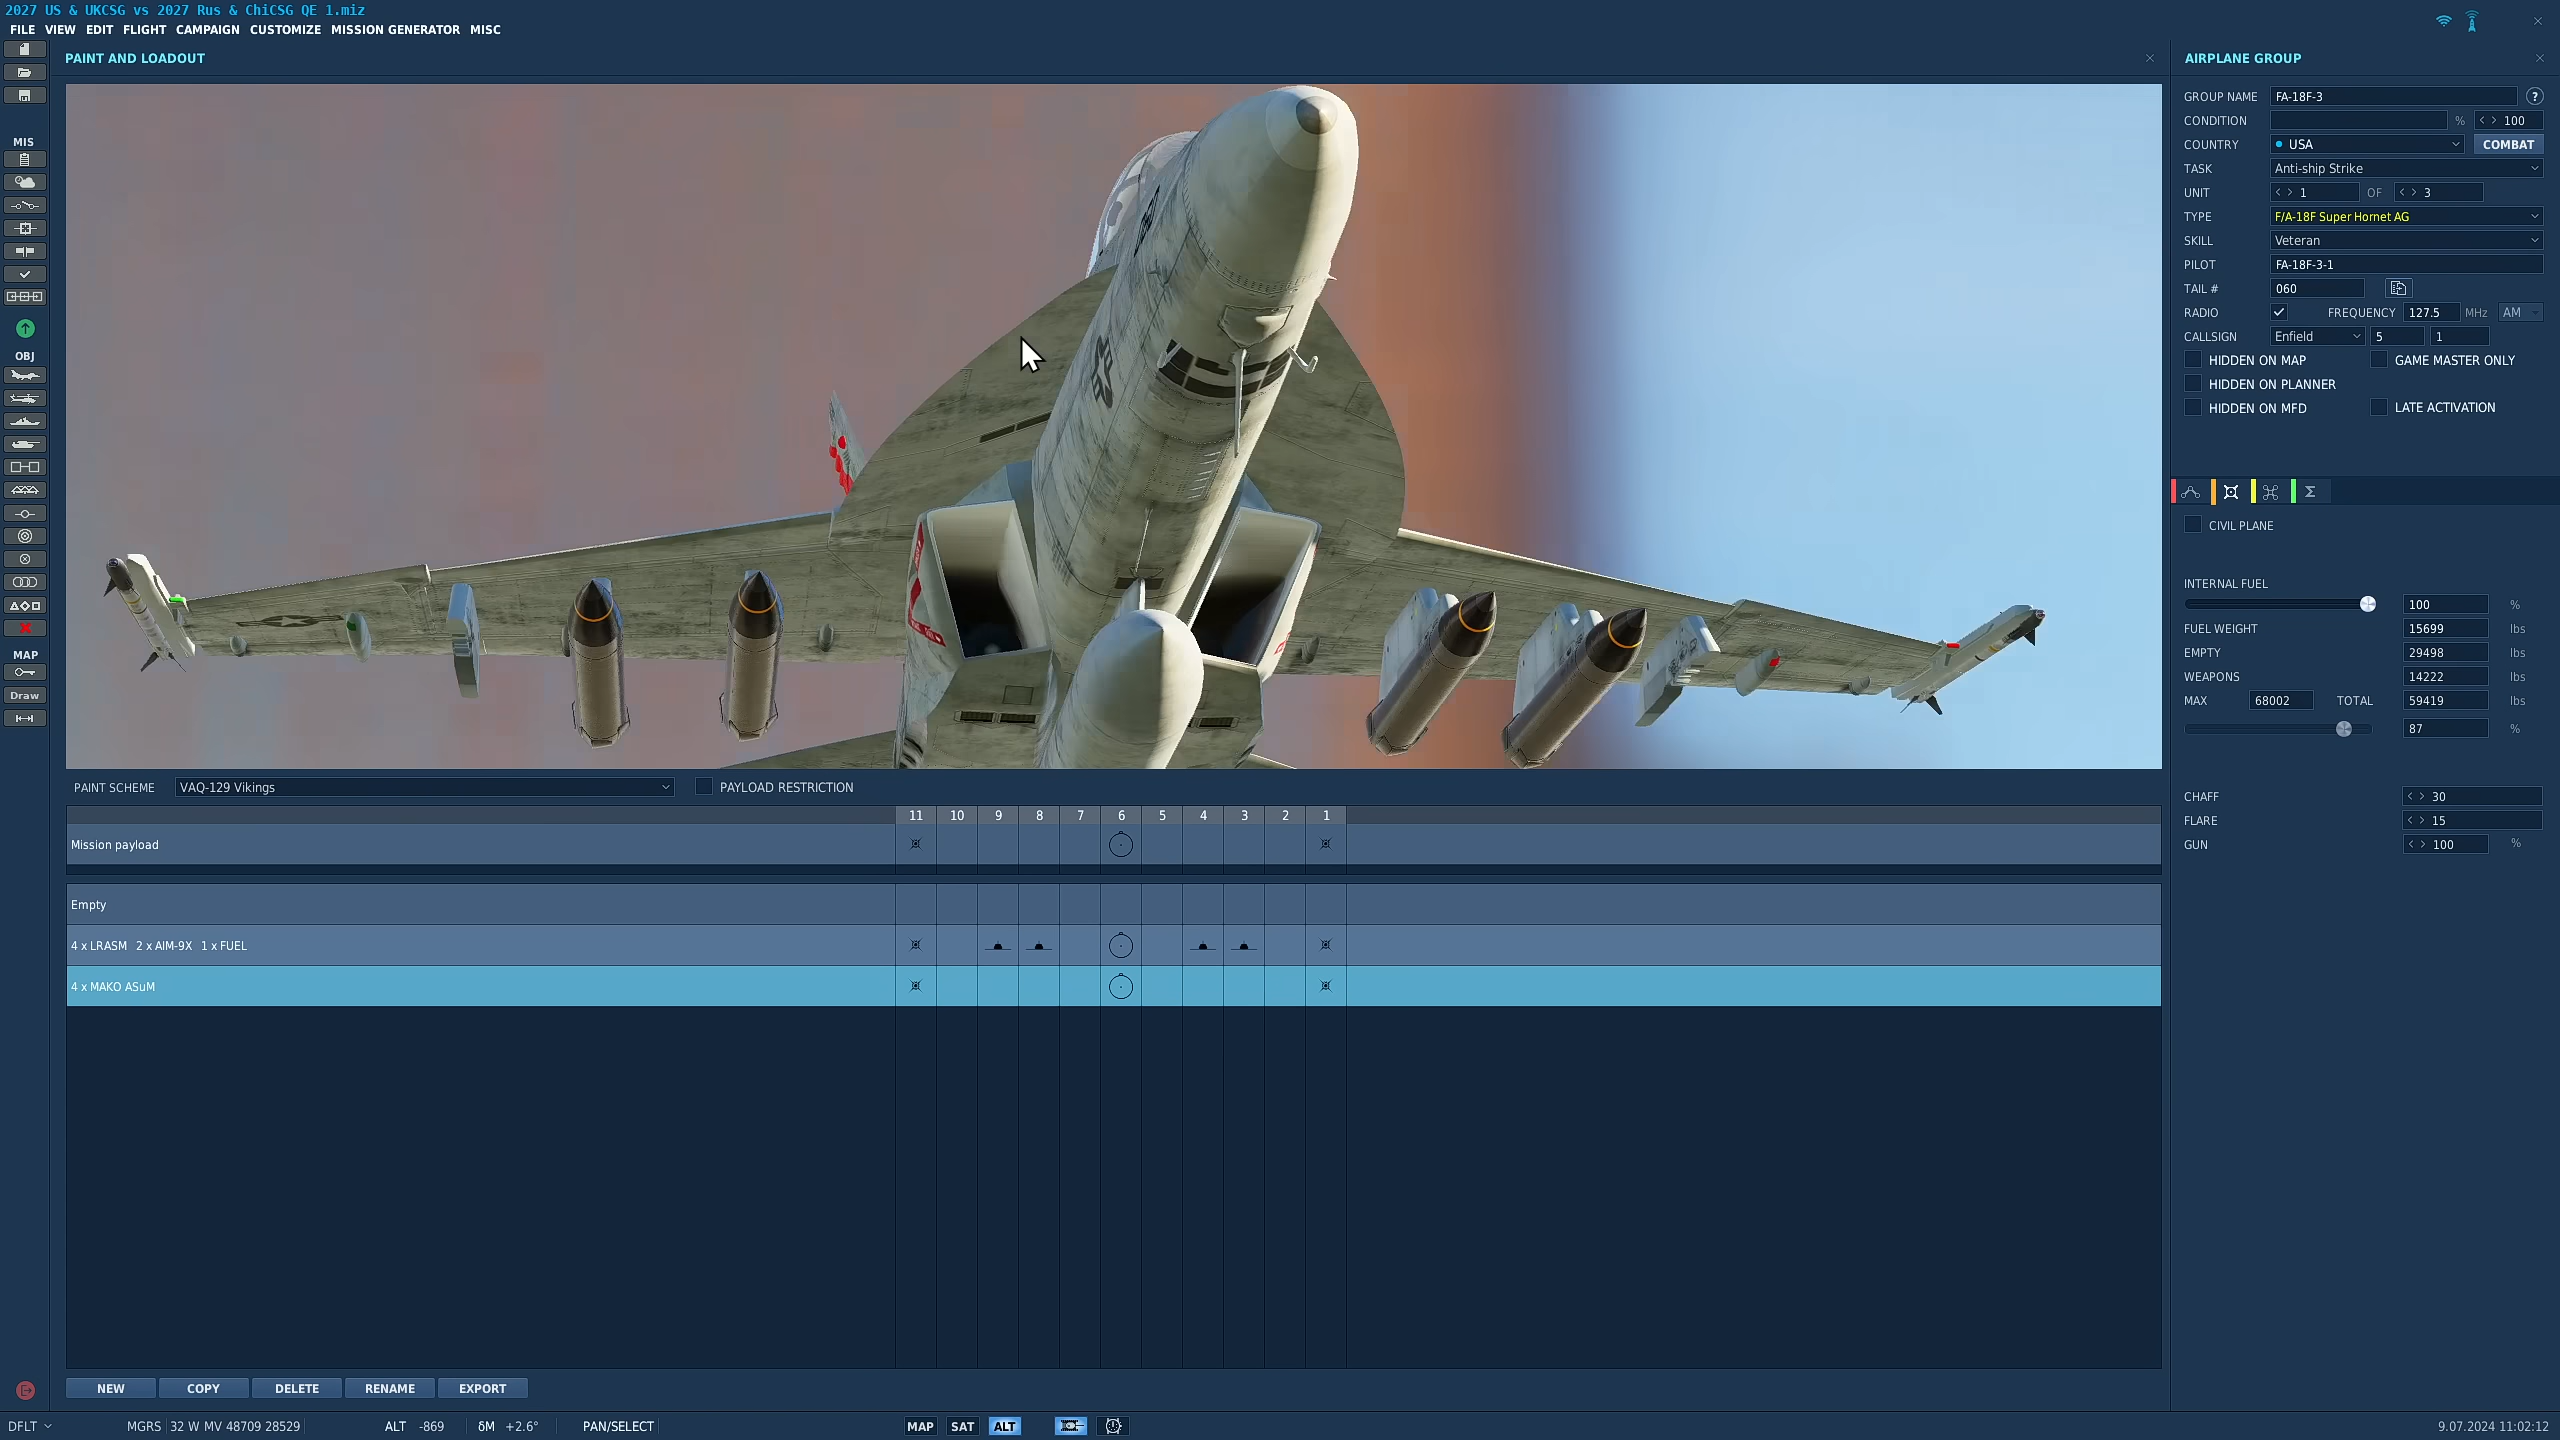 2027 US & UKCSG vs 2027 Rus & ChiCSG QE 1.miz
FILE VIEW EDIT FLIGHT CAMPAIGN CUSTOMIZE MISSION GENERATOR MISC
PAINT AND LOADOUT
MIS
OBJ
MAP
Draw
PAINT SCHEME VAQ-129 Vikings PAYLOAD RESTRICTION
11 10 9 8 7 6 5 4 3 2 1
Mission payload
Empty
4 x LRASM 2 x AIM-9X 1 x FUEL
4 x MAKO ASuM
NEW COPY DELETE RENAME EXPORT
AIRPLANE GROUP
GROUP NAME FA-18F-3 ?
CONDITION % < > 100
COUNTRY USA COMBAT
TASK Anti-ship Strike
UNIT < > 1 OF < > 3
TYPE F/A-18F Super Hornet AG
SKILL Veteran
PILOT FA-18F-3-1
TAIL # 060
RADIO FREQUENCY 127.5 MHz AM
CALLSIGN Enfield 5 1
HIDDEN ON MAP GAME MASTER ONLY
HIDDEN ON PLANNER
HIDDEN ON MFD LATE ACTIVATION
Σ
CIVIL PLANE
INTERNAL FUEL
100 %
FUEL WEIGHT 15699 lbs
EMPTY 29498 lbs
WEAPONS 14222 lbs
MAX 68002 TOTAL 59419 lbs
87 %
CHAFF < > 30
FLARE < > 15
GUN < > 100 %
DFLT MGRS 32 W MV 48709 28529 ALT -869 δM +2.6° PAN/SELECT MAP SAT ALT 9.07.2024 11:02:12